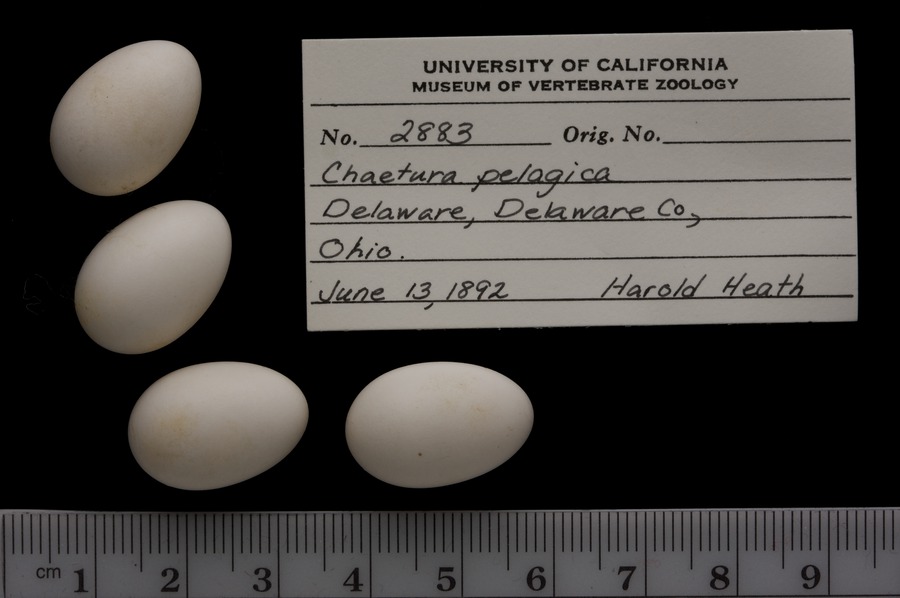 UNIVERSITY OF CALIFORNIA
MUSEUM OF VERTEBRATE ZOOLOGY
No. 2883 Orig. No.
Chaetura pelagica
Delaware, Delaware Co,
Ohio.
June 13, 1892 Harold Heath
cm 1 2 3 4 5 6 7 8 9